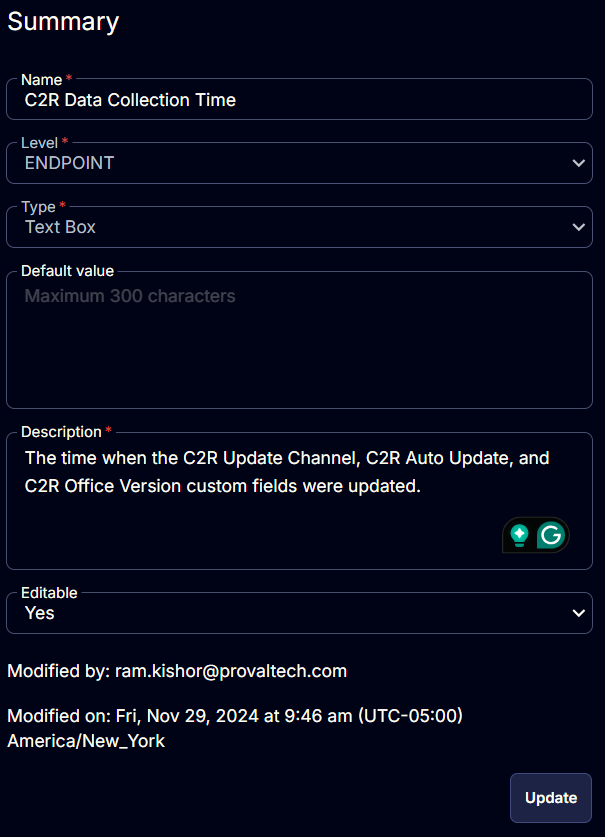 Summary
Name *
C2R Data Collection Time
Level *
ENDPOINT
Type *
Text Box
Default value
Maximum 300 characters
Description *
The time when the C2R Update Channel, C2R Auto Update, and
C2R Office Version custom fields were updated.
Editable
Yes
Modified by: ram.kishor@provaltech.com
Modified on: Fri, Nov 29, 2024 at 9:46 am (UTC-05:00)
America/New_York
Update